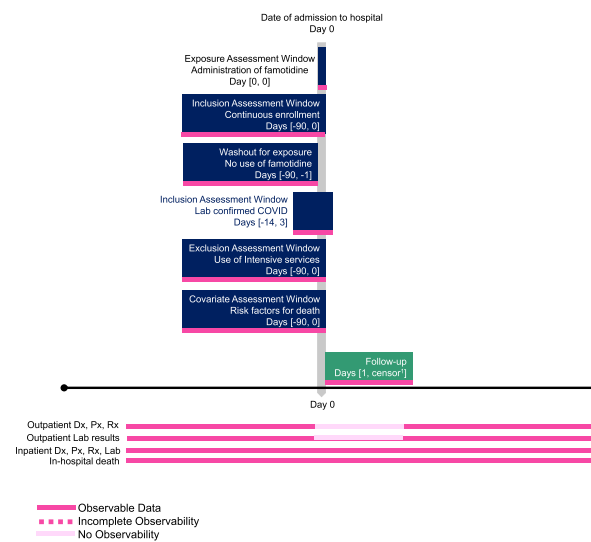 Date of admission to hospital
Day 0
Exposure Assessment Window
Administration of famotidine
Day [0, 0]
Inclusion Assessment Window
Continuous enrollment
Days [-90, 0]
Washout for exposure
No use of famotidine
Days [-90, -1]
Inclusion Assessment Window
Lab confirmed COVID
Days [-14, 3]
Exclusion Assessment Window
Use of Intensive services
Days [-90, 0]
Covariate Assessment Window
Risk factors for death
Days [-90, 0]
Follow-up
Days [1, censor¹]
Day 0
Outpatient Dx, Px, Rx
Outpatient Lab results
Inpatient Dx, Px, Rx, Lab
In-hospital death
Observable Data
Incomplete Observability
No Observability